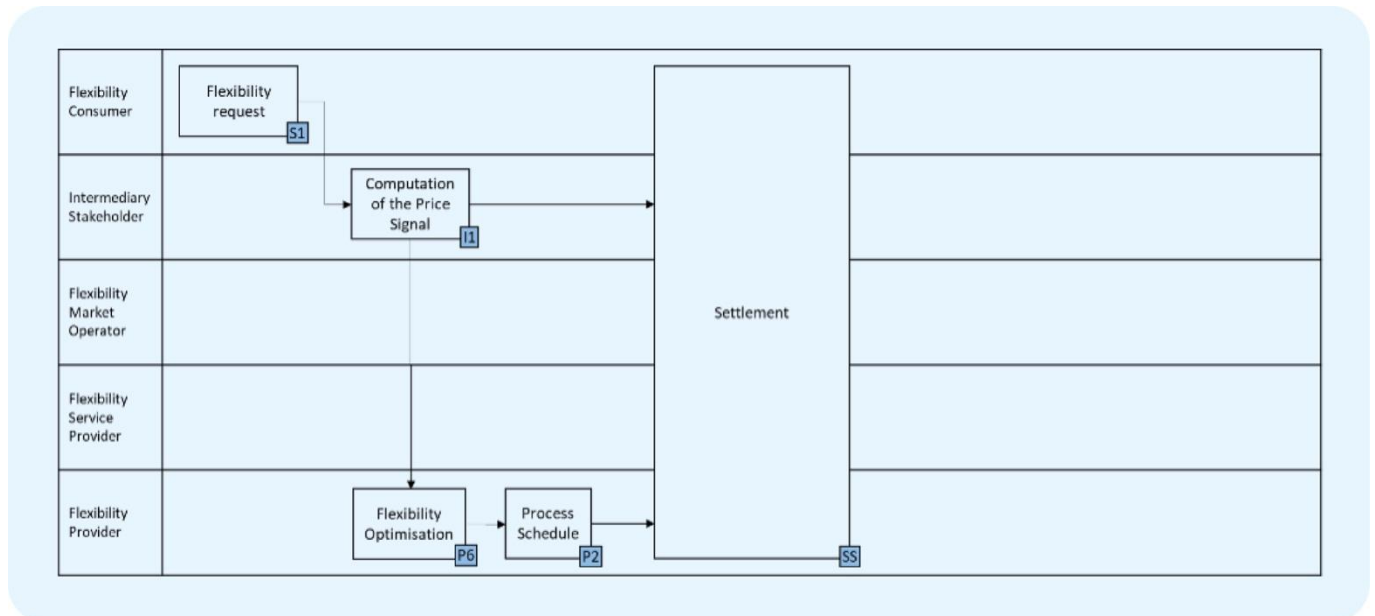 Flexibility
Consumer
Flexibility
request
S1
Intermediary
Stakeholder
Computation
of the Price
Signal
I1
Flexibility
Market
Operator
Settlement
Flexibility
Service
Provider
Flexibility
Provider
Flexibility
Optimisation
P6
Process
Schedule
P2
SS